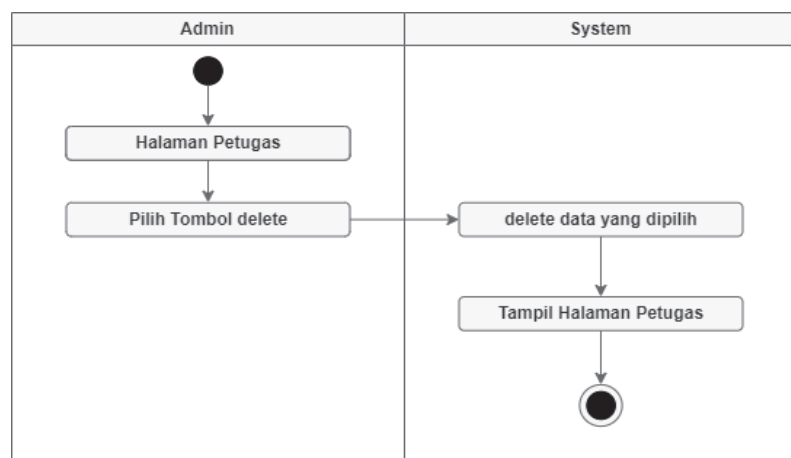 Admin
System
Halaman Petugas
Pilih Tombol delete
delete data yang dipilih
Tampil Halaman Petugas